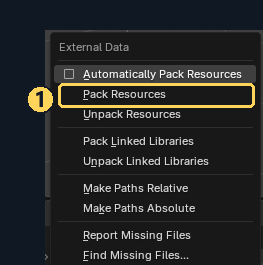 External Data
Automatically Pack Resources
1
Pack Resources
Unpack Resources
Pack Linked Libraries
Unpack Linked Libraries
Make Paths Relative
Make Paths Absolute
Report Missing Files
Find Missing Files...